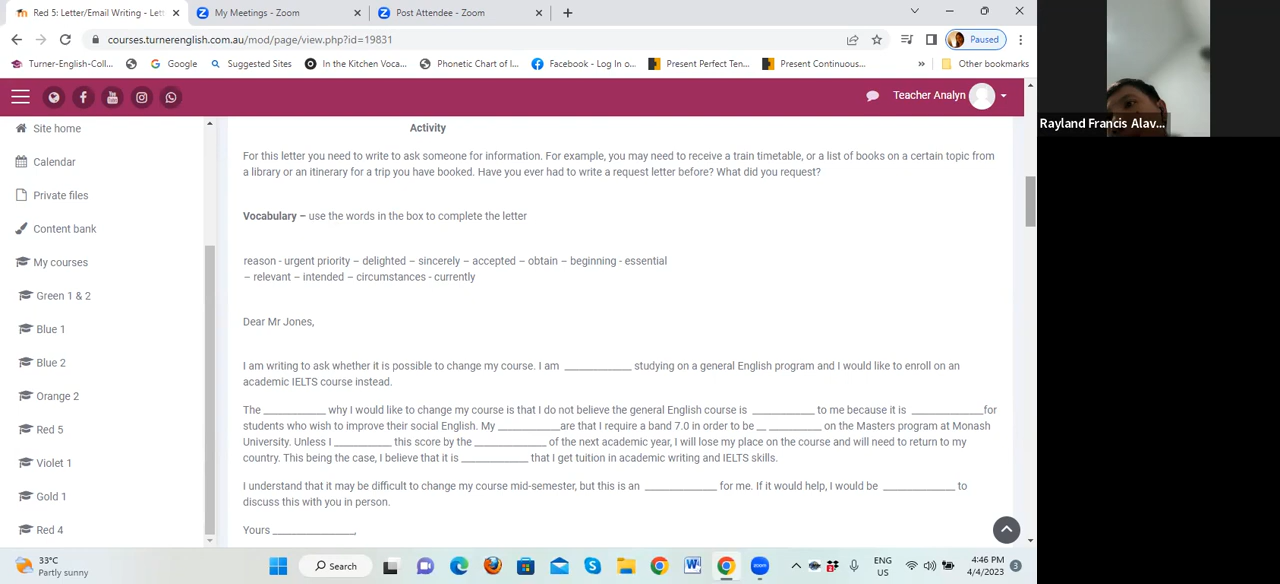 Red 5: Letter/Email Writing - Lett
My Meetings - Zoom
Post Attendee - Zoom
courses.turnerenglish.com.au/mod/page/view.php?id=19831
Paused
Turner-English-Coll...
Google
Suggested Sites
In the Kitchen Voca...
Phonetic Chart of I...
Facebook - Log In o...
Present Perfect Ten...
Present Continuous...
»
Other bookmarks
Teacher Analyn
Rayland Francis Alav...
Site home
Calendar
Private files
Content bank
My courses
Green 1 & 2
Blue 1
Blue 2
Orange 2
Red 5
Violet 1
Gold 1
Red 4
Activity
For this letter you need to write to ask someone for information. For example, you may need to receive a train timetable, or a list of books on a certain topic from
a library or an itinerary for a trip you have booked. Have you ever had to write a request letter before? What did you request?
Vocabulary – use the words in the box to complete the letter
reason - urgent priority – delighted – sincerely – accepted – obtain – beginning - essential
– relevant – intended – circumstances - currently
Dear Mr Jones,
I am writing to ask whether it is possible to change my course. I am ____________ studying on a general English program and I would like to enroll on an
academic IELTS course instead.
The ___________ why I would like to change my course is that I do not believe the general English course is ___________ to me because it is _____________for
students who wish to improve their social English. My ___________are that I require a band 7.0 in order to be __ _________ on the Masters program at Monash
University. Unless I __________ this score by the _____________ of the next academic year, I will lose my place on the course and will need to return to my
country. This being the case, I believe that it is ____________ that I get tuition in academic writing and IELTS skills.
I understand that it may be difficult to change my course mid-semester, but this is an _____________ for me. If it would help, I would be _____________ to
discuss this with you in person.
Yours _______________,
33°C
Partly sunny
Search
ENG
US
4:46 PM
4/4/2023
3